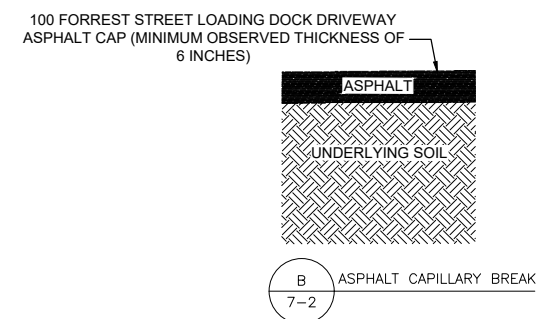 100 FORREST STREET LOADING DOCK DRIVEWAY
ASPHALT CAP (MINIMUM OBSERVED THICKNESS OF
6 INCHES)
ASPHALT
UNDERLYING SOIL
B
7-2
ASPHALT CAPILLARY BREAK